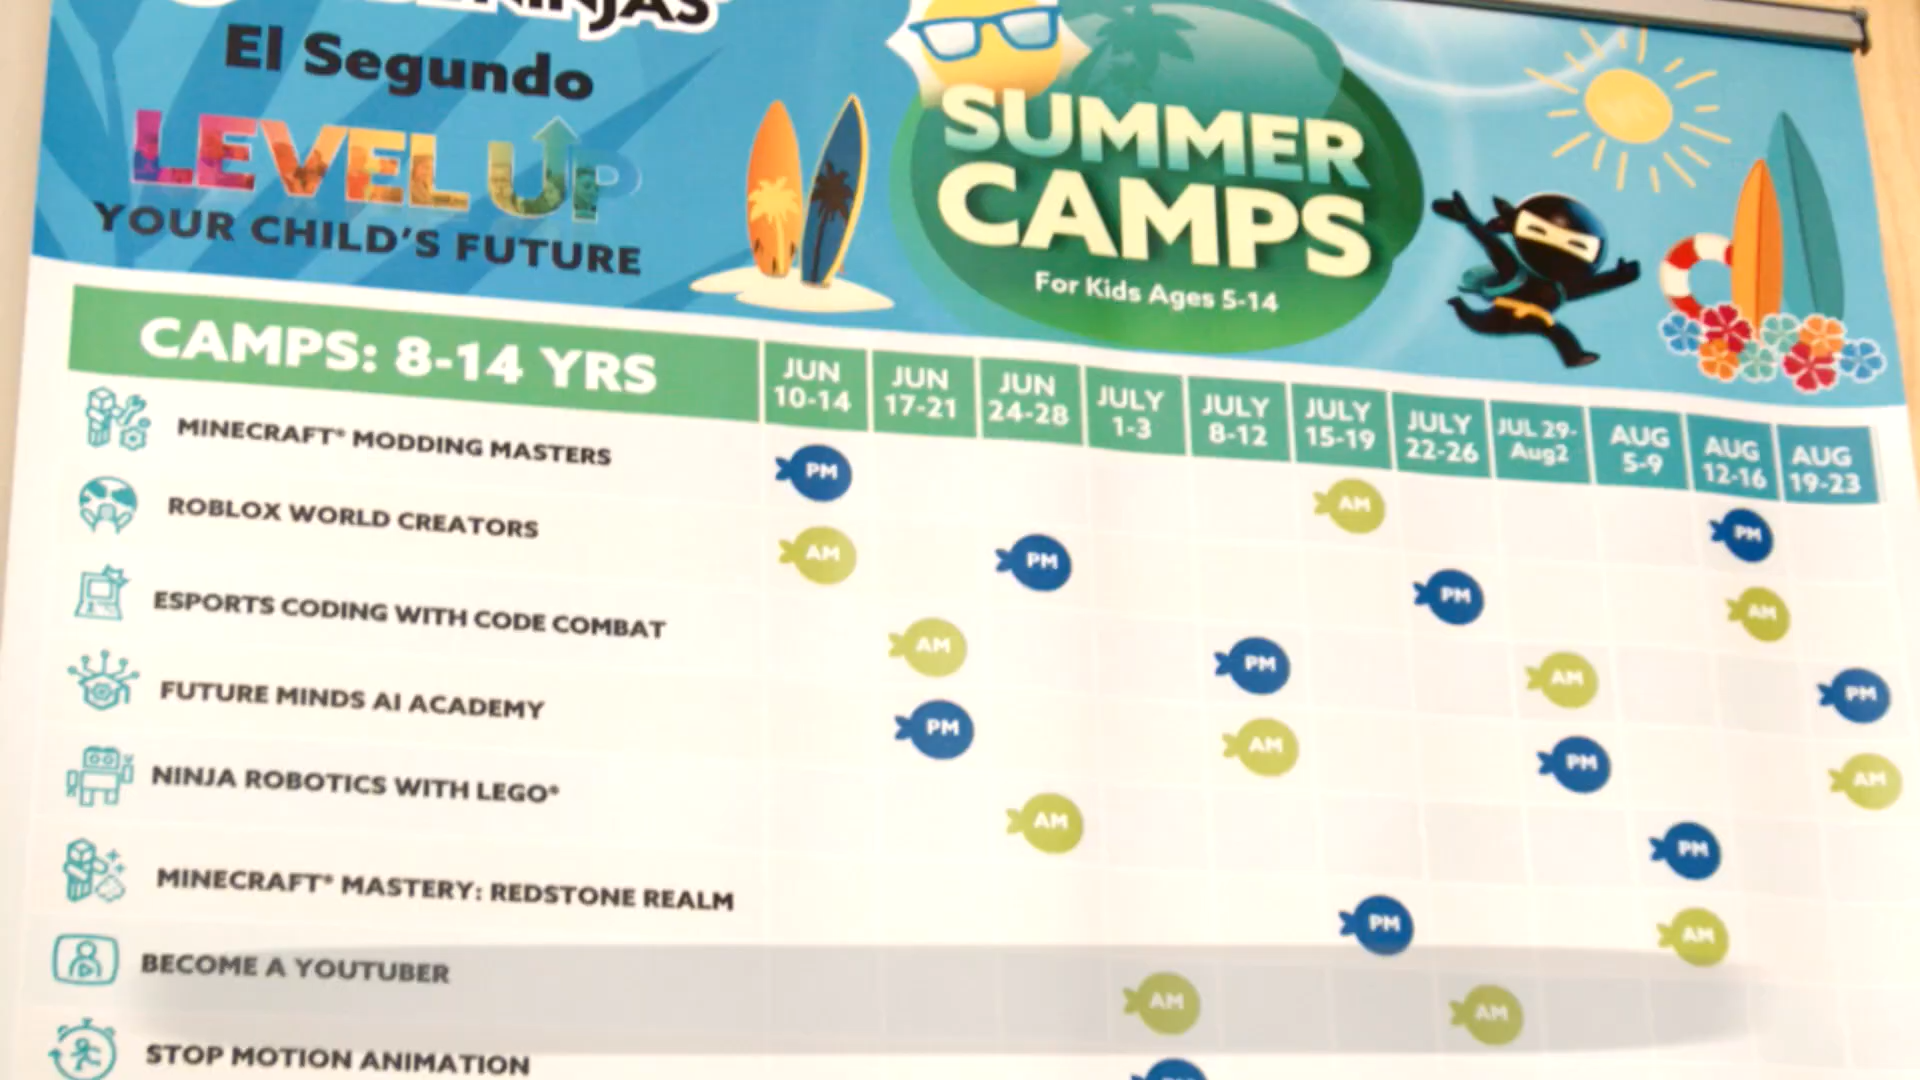 El Segundo
LEVEL UP
YOUR CHILD'S FUTURE
SUMMER
CAMPS
For Kids Ages 5-14
CAMPS: 8-14 YRS
JUN 10-14
JUN 17-21
JUN 24-28
JULY 1-3
JULY 8-12
JULY 15-19
JULY 22-26
JUL 29- Aug2
AUG 5-9
AUG 12-16
AUG 19-23
MINECRAFT® MODDING MASTERS
PM AM PM
ROBLOX WORLD CREATORS
AM PM PM AM
ESPORTS CODING WITH CODE COMBAT
AM PM AM PM
FUTURE MINDS AI ACADEMY
PM AM PM AM
NINJA ROBOTICS WITH LEGO®
AM PM
MINECRAFT® MASTERY: REDSTONE REALM
PM AM
BECOME A YOUTUBER
AM AM
STOP MOTION ANIMATION